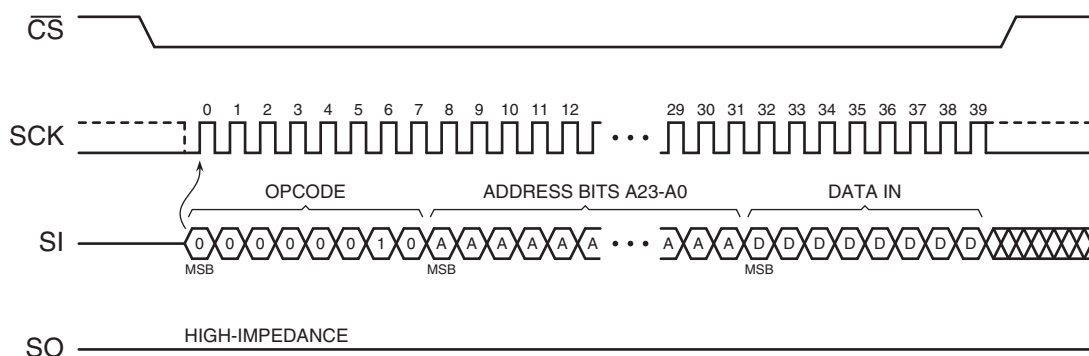 CS
0 1 2 3 4 5 6 7 8 9 10 11 12 29 30 31 32 33 34 35 36 37 38 39
SCK
OPCODE ADDRESS BITS A23-A0 DATA IN
SI 0 0 0 0 0 0 1 0 A A A A A A A A A D D D D D D D D
MSB MSB MSB
HIGH-IMPEDANCE
SO